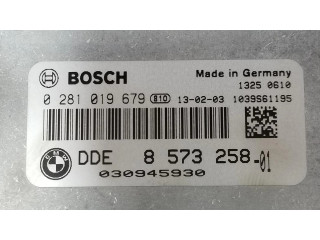 BOSCH
Made in Germany
1325 0610
0 281 019 679 810 13-02-03 1039S61195
BMW
DDE 8 573 258-01
030945930